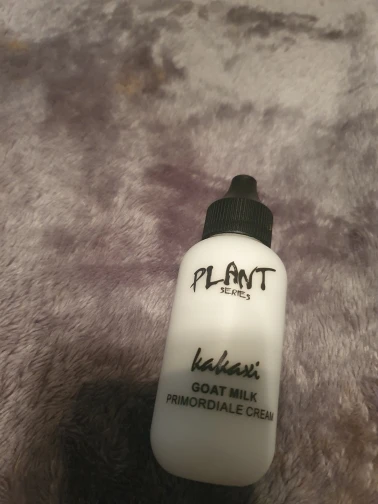 PLANT
SERIES
kakaxi
GOAT MILK
PRIMORDIALE CREAM